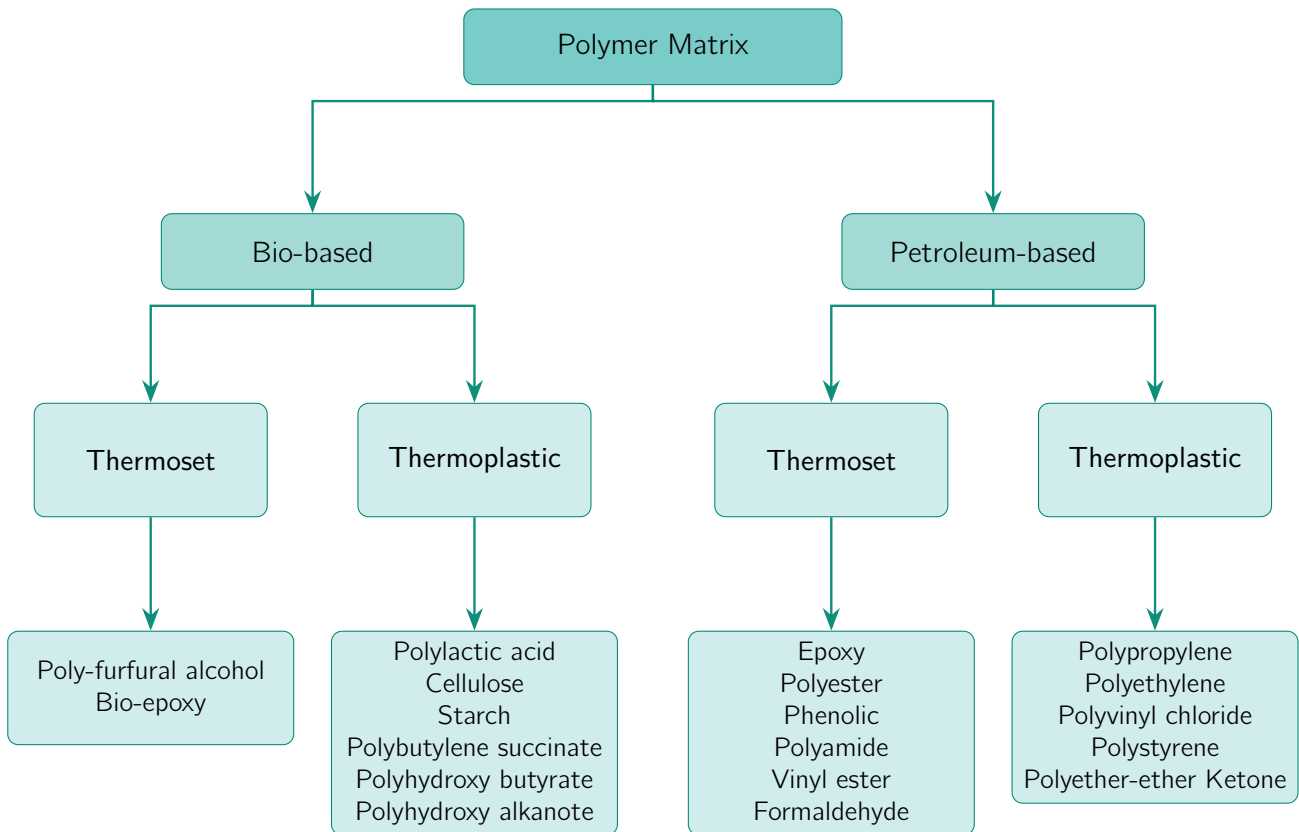 Polymer Matrix
Bio-based
Petroleum-based
Thermoset
Thermoplastic
Thermoset
Thermoplastic
Poly-furfural alcohol
Bio-epoxy
Polylactic acid
Cellulose
Starch
Polybutylene succinate
Polyhydroxy butyrate
Polyhydroxy alkanote
Epoxy
Polyester
Phenolic
Polyamide
Vinyl ester
Formaldehyde
Polypropylene
Polyethylene
Polyvinyl chloride
Polystyrene
Polyether-ether Ketone